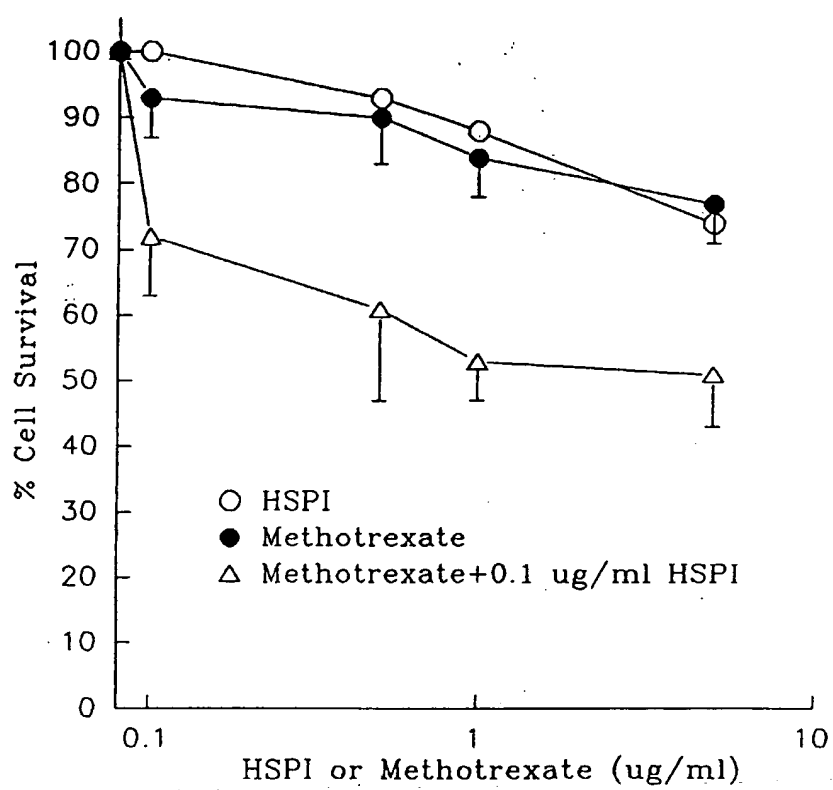 100
90
80
70
60
50
40
30
20
10
0
% Cell Survival
HSPI
Methotrexate
Methotrexate+0.1 ug/ml HSPI
0.1
1
10
HSPI or Methotrexate (ug/ml)